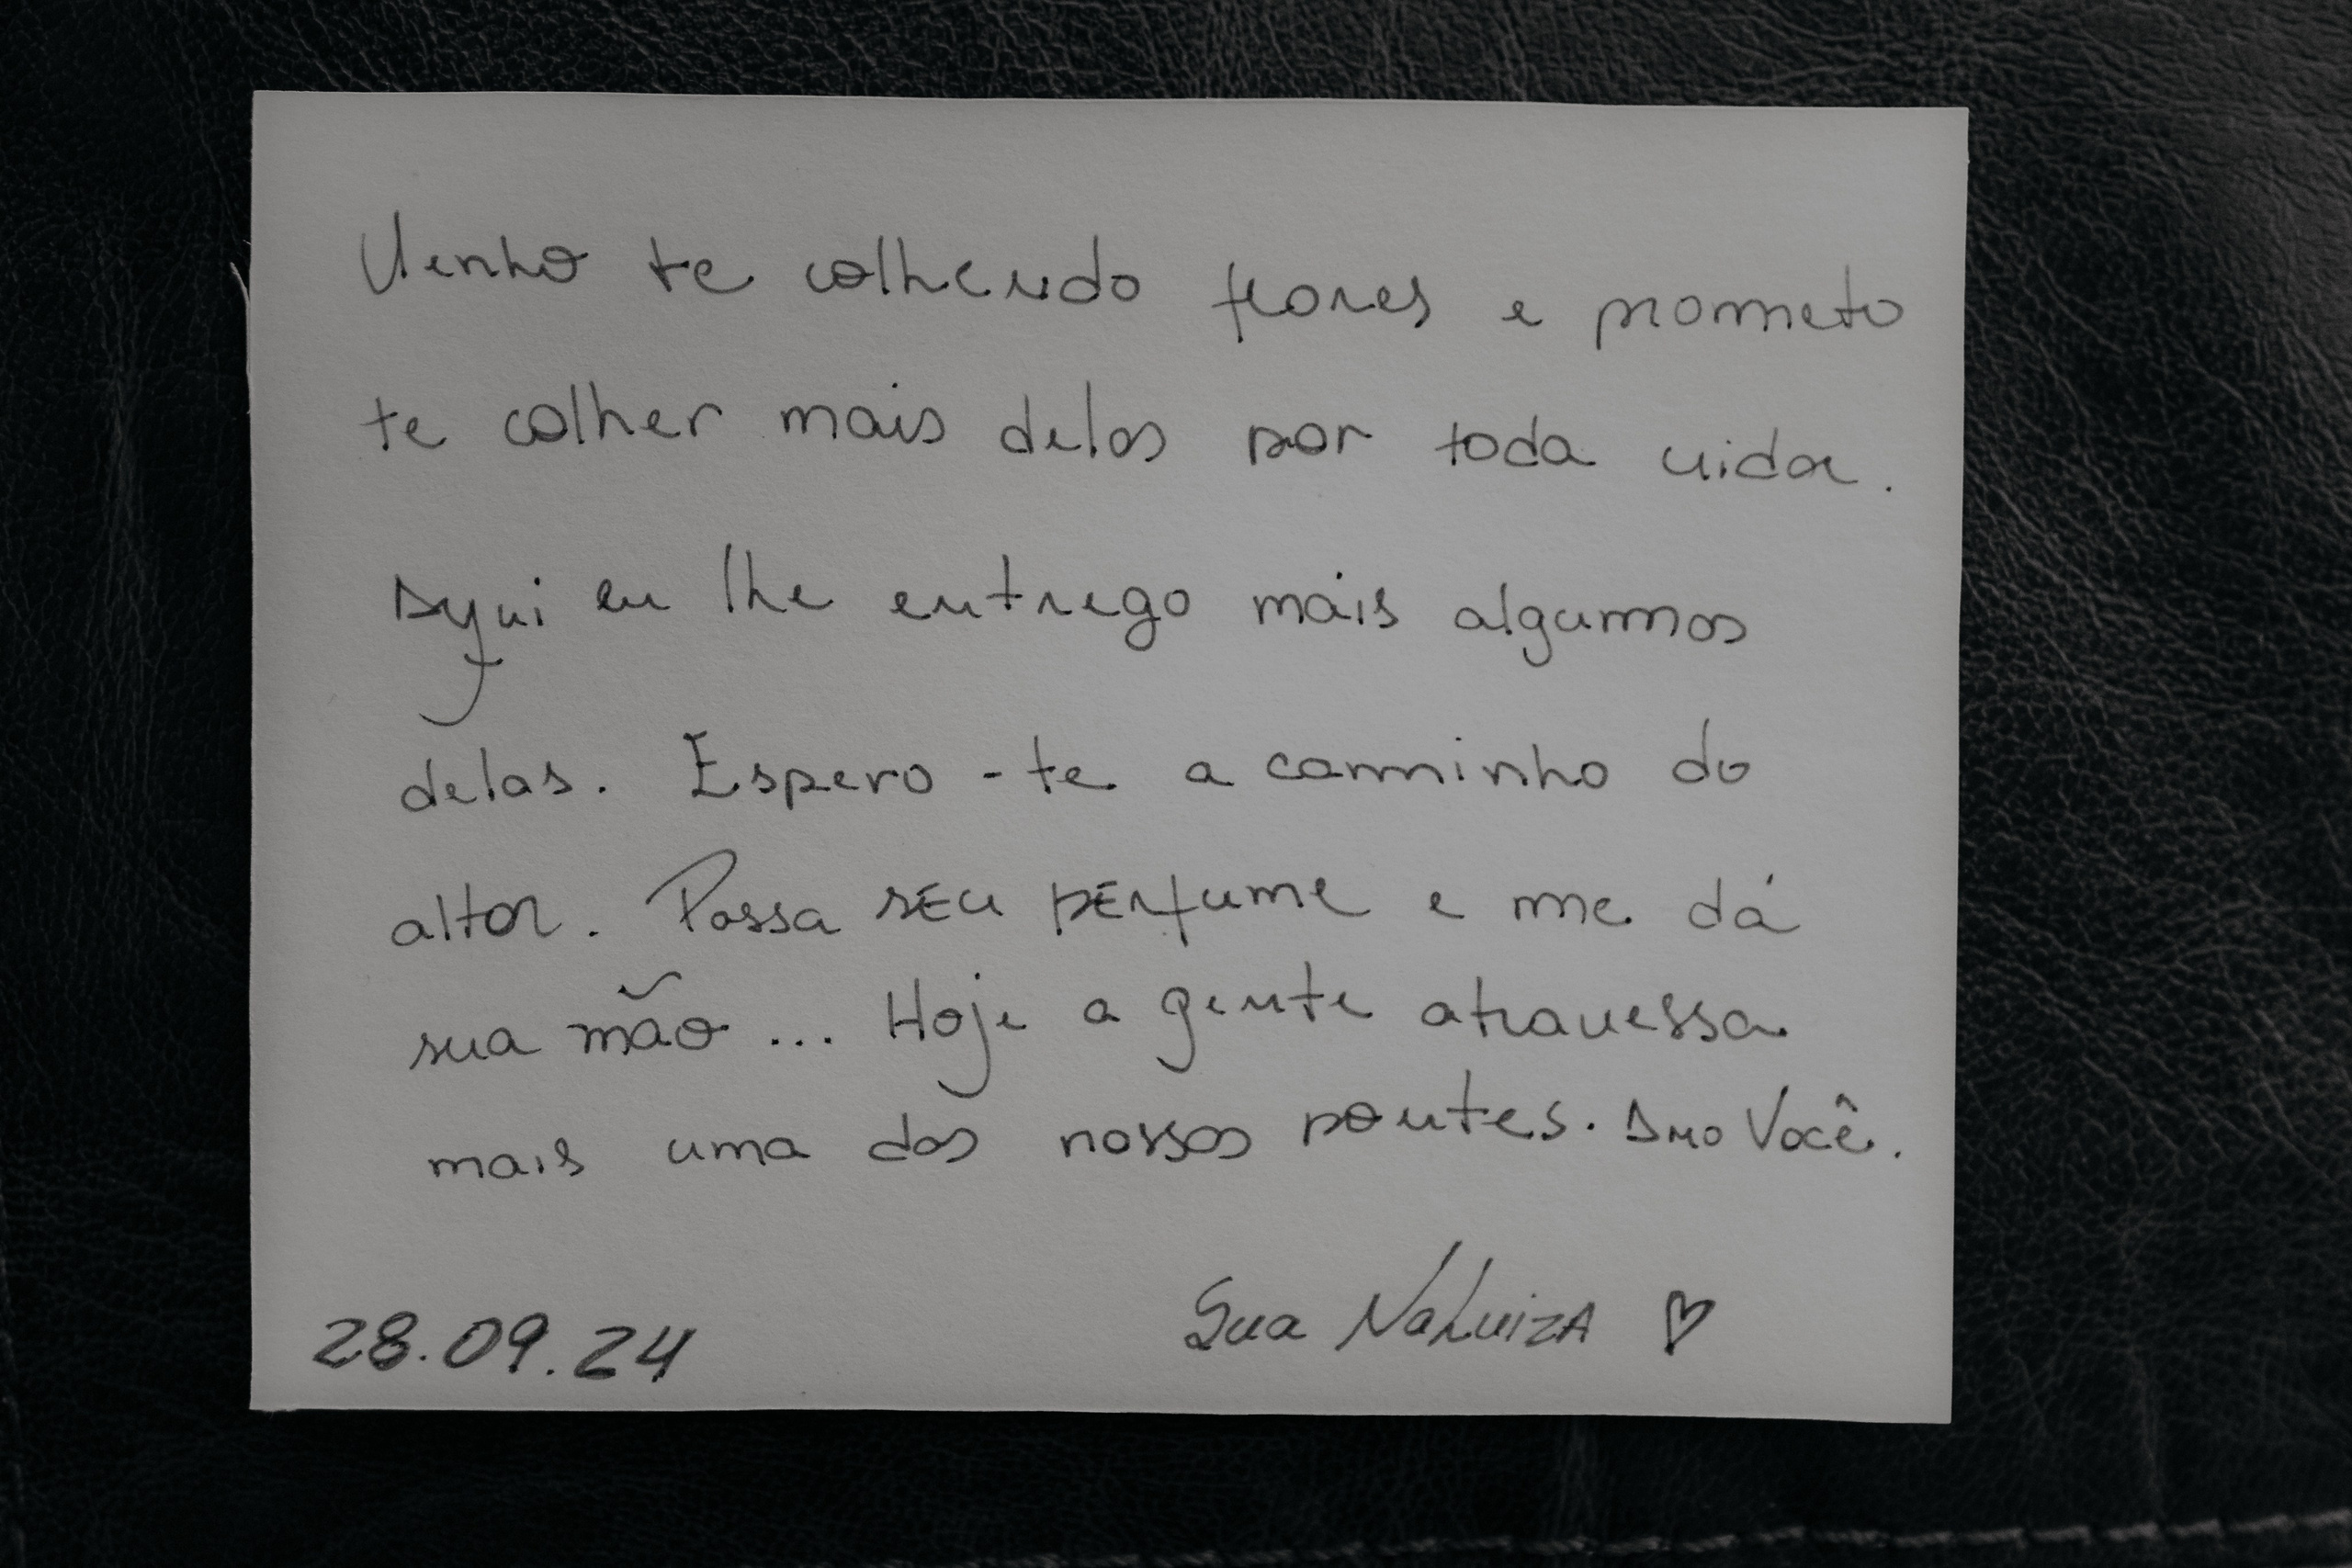 Venho te colhendo flores e prometo
te colher mais delas por toda vida.
Aqui eu lhe entrego mais algumas
delas. Espero-te a caminho do
altar. Passa seu perfume e me dá
sua mão... Hoje a gente atravessa
mais uma das nossas pontes. Amo Você.
Sua NaLuiza ♡
28.09.24